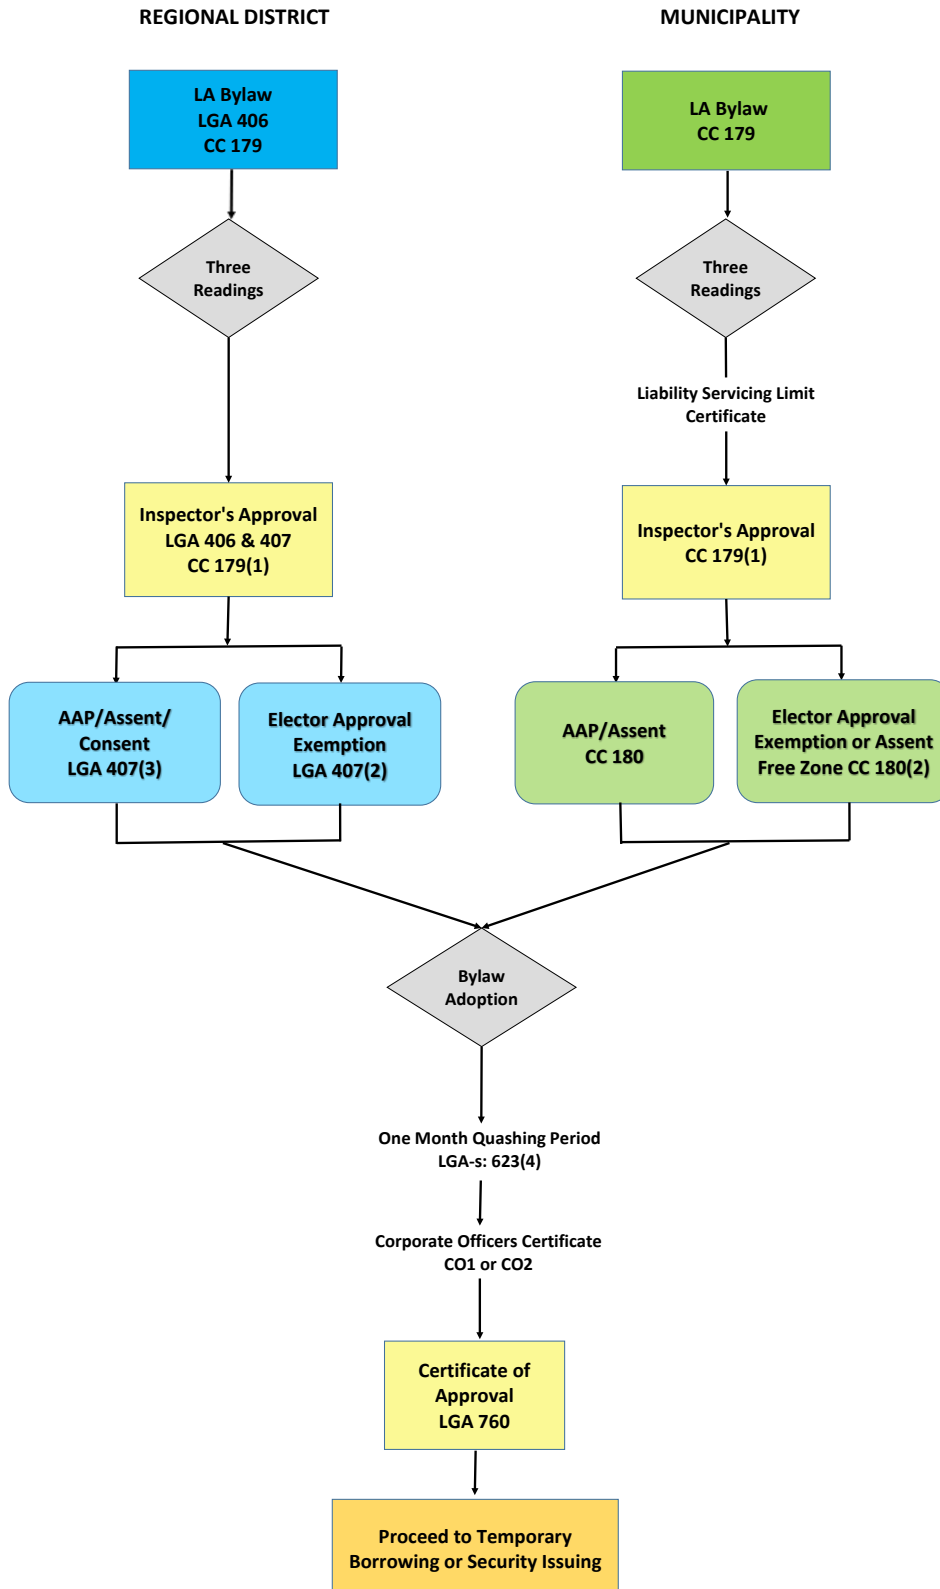 REGIONAL DISTRICT
MUNICIPALITY
LA Bylaw
LGA 406
CC 179
LA Bylaw
CC 179
Three
Readings
Three
Readings
Liability Servicing Limit
Certificate
Inspector's Approval
LGA 406 & 407
CC 179(1)
Inspector's Approval
CC 179(1)
AAP/Assent/
Consent
LGA 407(3)
Elector Approval
Exemption
LGA 407(2)
AAP/Assent
CC 180
Elector Approval
Exemption or Assent
Free Zone CC 180(2)
Bylaw
Adoption
One Month Quashing Period
LGA-s: 623(4)
Corporate Officers Certificate
CO1 or CO2
Certificate of
Approval
LGA 760
Proceed to Temporary
Borrowing or Security Issuing